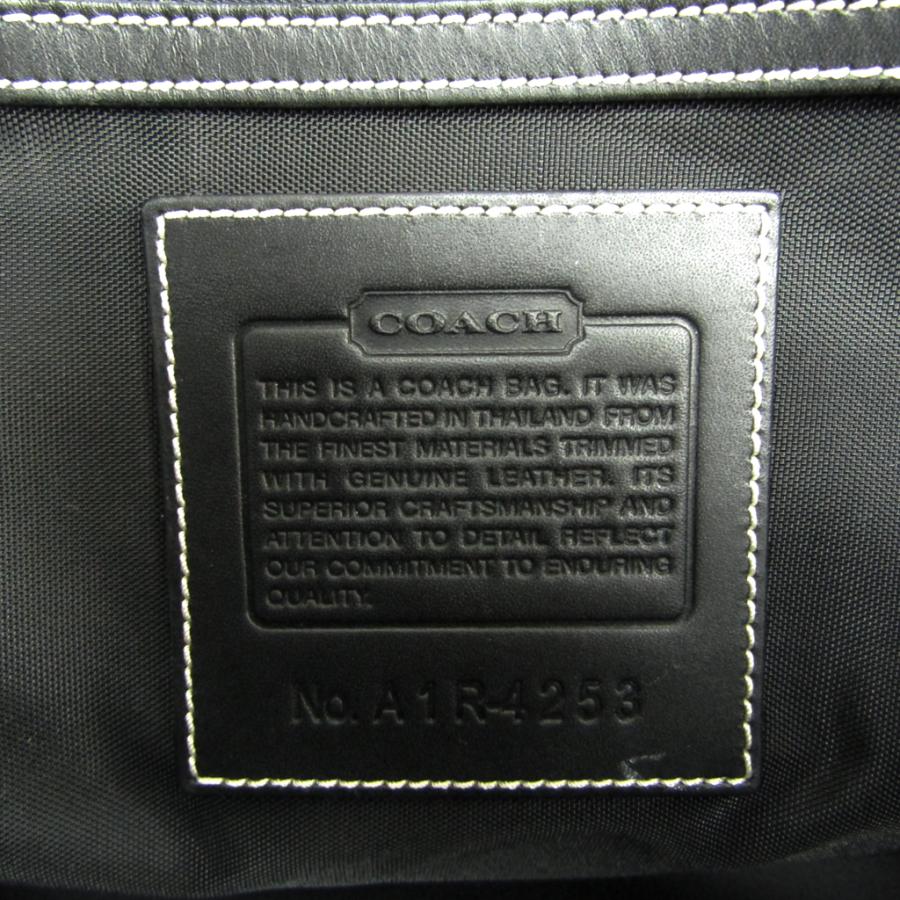 COACH
THIS IS A COACH BAG. IT WAS
HANDCRAFTED IN THAILAND FROM
THE FINEST MATERIALS TRIMMED
WITH GENUINE LEATHER. ITS
SUPERIOR CRAFTSMANSHIP AND
ATTENTION TO DETAIL REFLECT
OUR COMMITMENT TO ENDURING
QUALITY.
No. A1R-4253